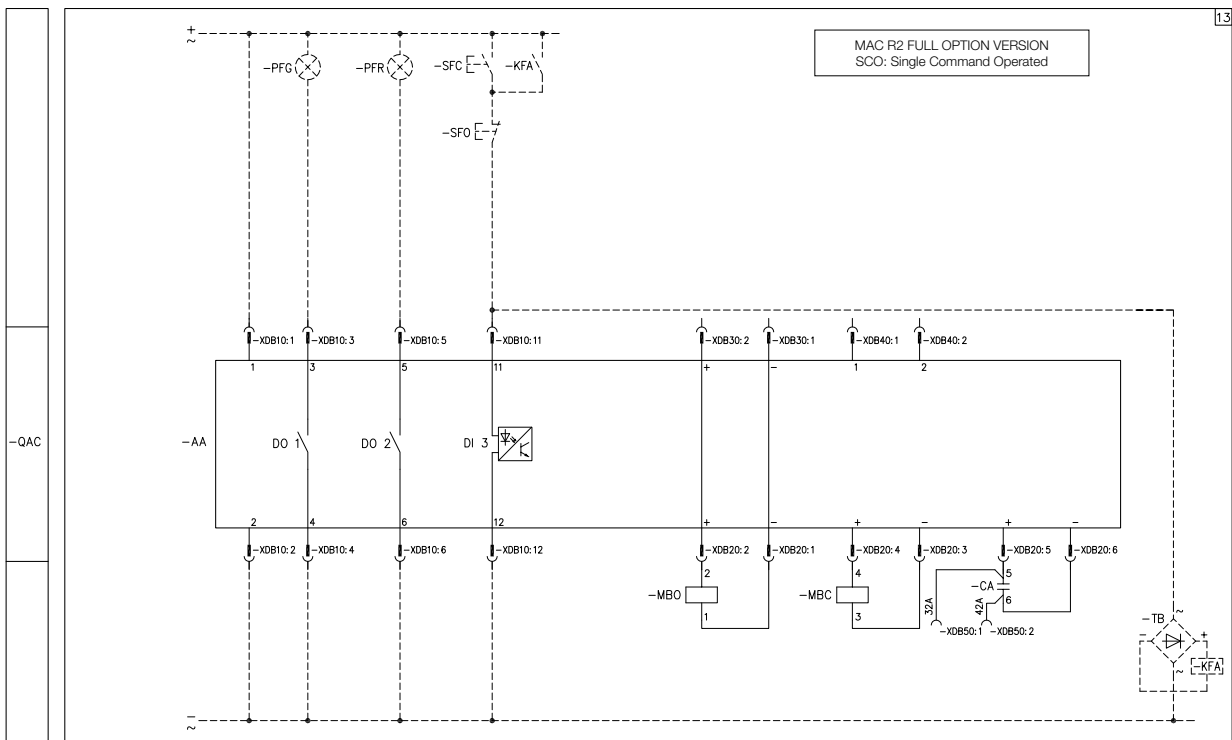 13
MAC R2 FULL OPTION VERSION
SCO: Single Command Operated
+
~
-PFG
-PFR
-SFC
-KFA
-SFO
-XDB10:1
-XDB10:3
-XDB10:5
-XDB10:11
-XDB30:2
-XDB30:1
-XDB40:1
-XDB40:2
1
3
5
11
+
-
1
2
-QAC
-AA
DO 1
DO 2
DI 3
2
4
6
12
+
-
+
-
+
-
-XDB10:2
-XDB10:4
-XDB10:6
-XDB10:12
-XDB20:2
-XDB20:1
-XDB20:4
-XDB20:3
-XDB20:5
-XDB20:6
2
4
5
-MBO
-MBC
-CA
1
3
6
32A
42A
-XDB50:1
-XDB50:2
-TB
~
-
+
-KFA
~
-
~